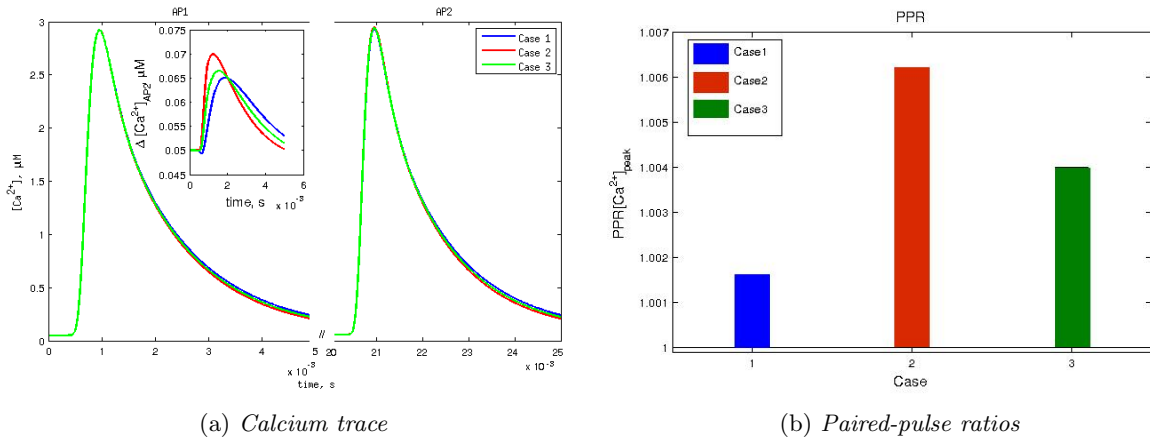 AP1
AP2
3
2.5
2
1.5
1
0.5
0
[Ca²⁺], μM
0
1
2
3
4
5
x 10⁻³
//
20
21
22
23
24
25
x 10⁻³
time, s
0.075
0.07
0.065
0.06
0.055
0.05
0.045
Δ [Ca²⁺]AP2, μM
0
2
4
6
x 10⁻³
time, s
Case 1
Case 2
Case 3
(a) Calcium trace
PPR
1.007
1.006
1.005
1.004
1.003
1.002
1.001
1
PPR[Ca²⁺]peak
Case1
Case2
Case3
1
2
3
Case
(b) Paired-pulse ratios